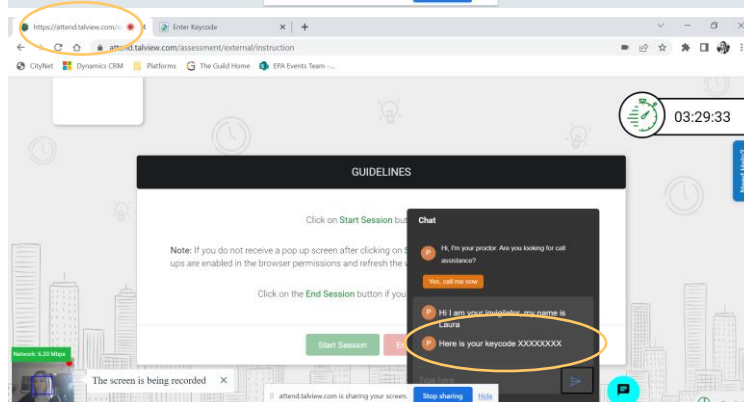 https://attend.talview.com/a
Enter Keycode
attend.talview.com/assessment/external/instruction
CityNet
Dynamics CRM
Platforms
The Guild Home
EPA Events Team -...
03:29:33
Need Help?
GUIDELINES
Click on Start Session but
Note: If you do not receive a pop up screen after clicking on
ups are enabled in the browser permissions and refresh the
Click on the End Session button if you
Start Session
Chat
Hi, I'm your proctor. Are you looking for call
assistance?
Yes, call me now
Hi I am your invigilator, my name is
Laura
Here is your keycode XXXXXXXX
Type here
Network: 6.20 Mbps
The screen is being recorded
attend.talview.com is sharing your screen.
Stop sharing
Hide